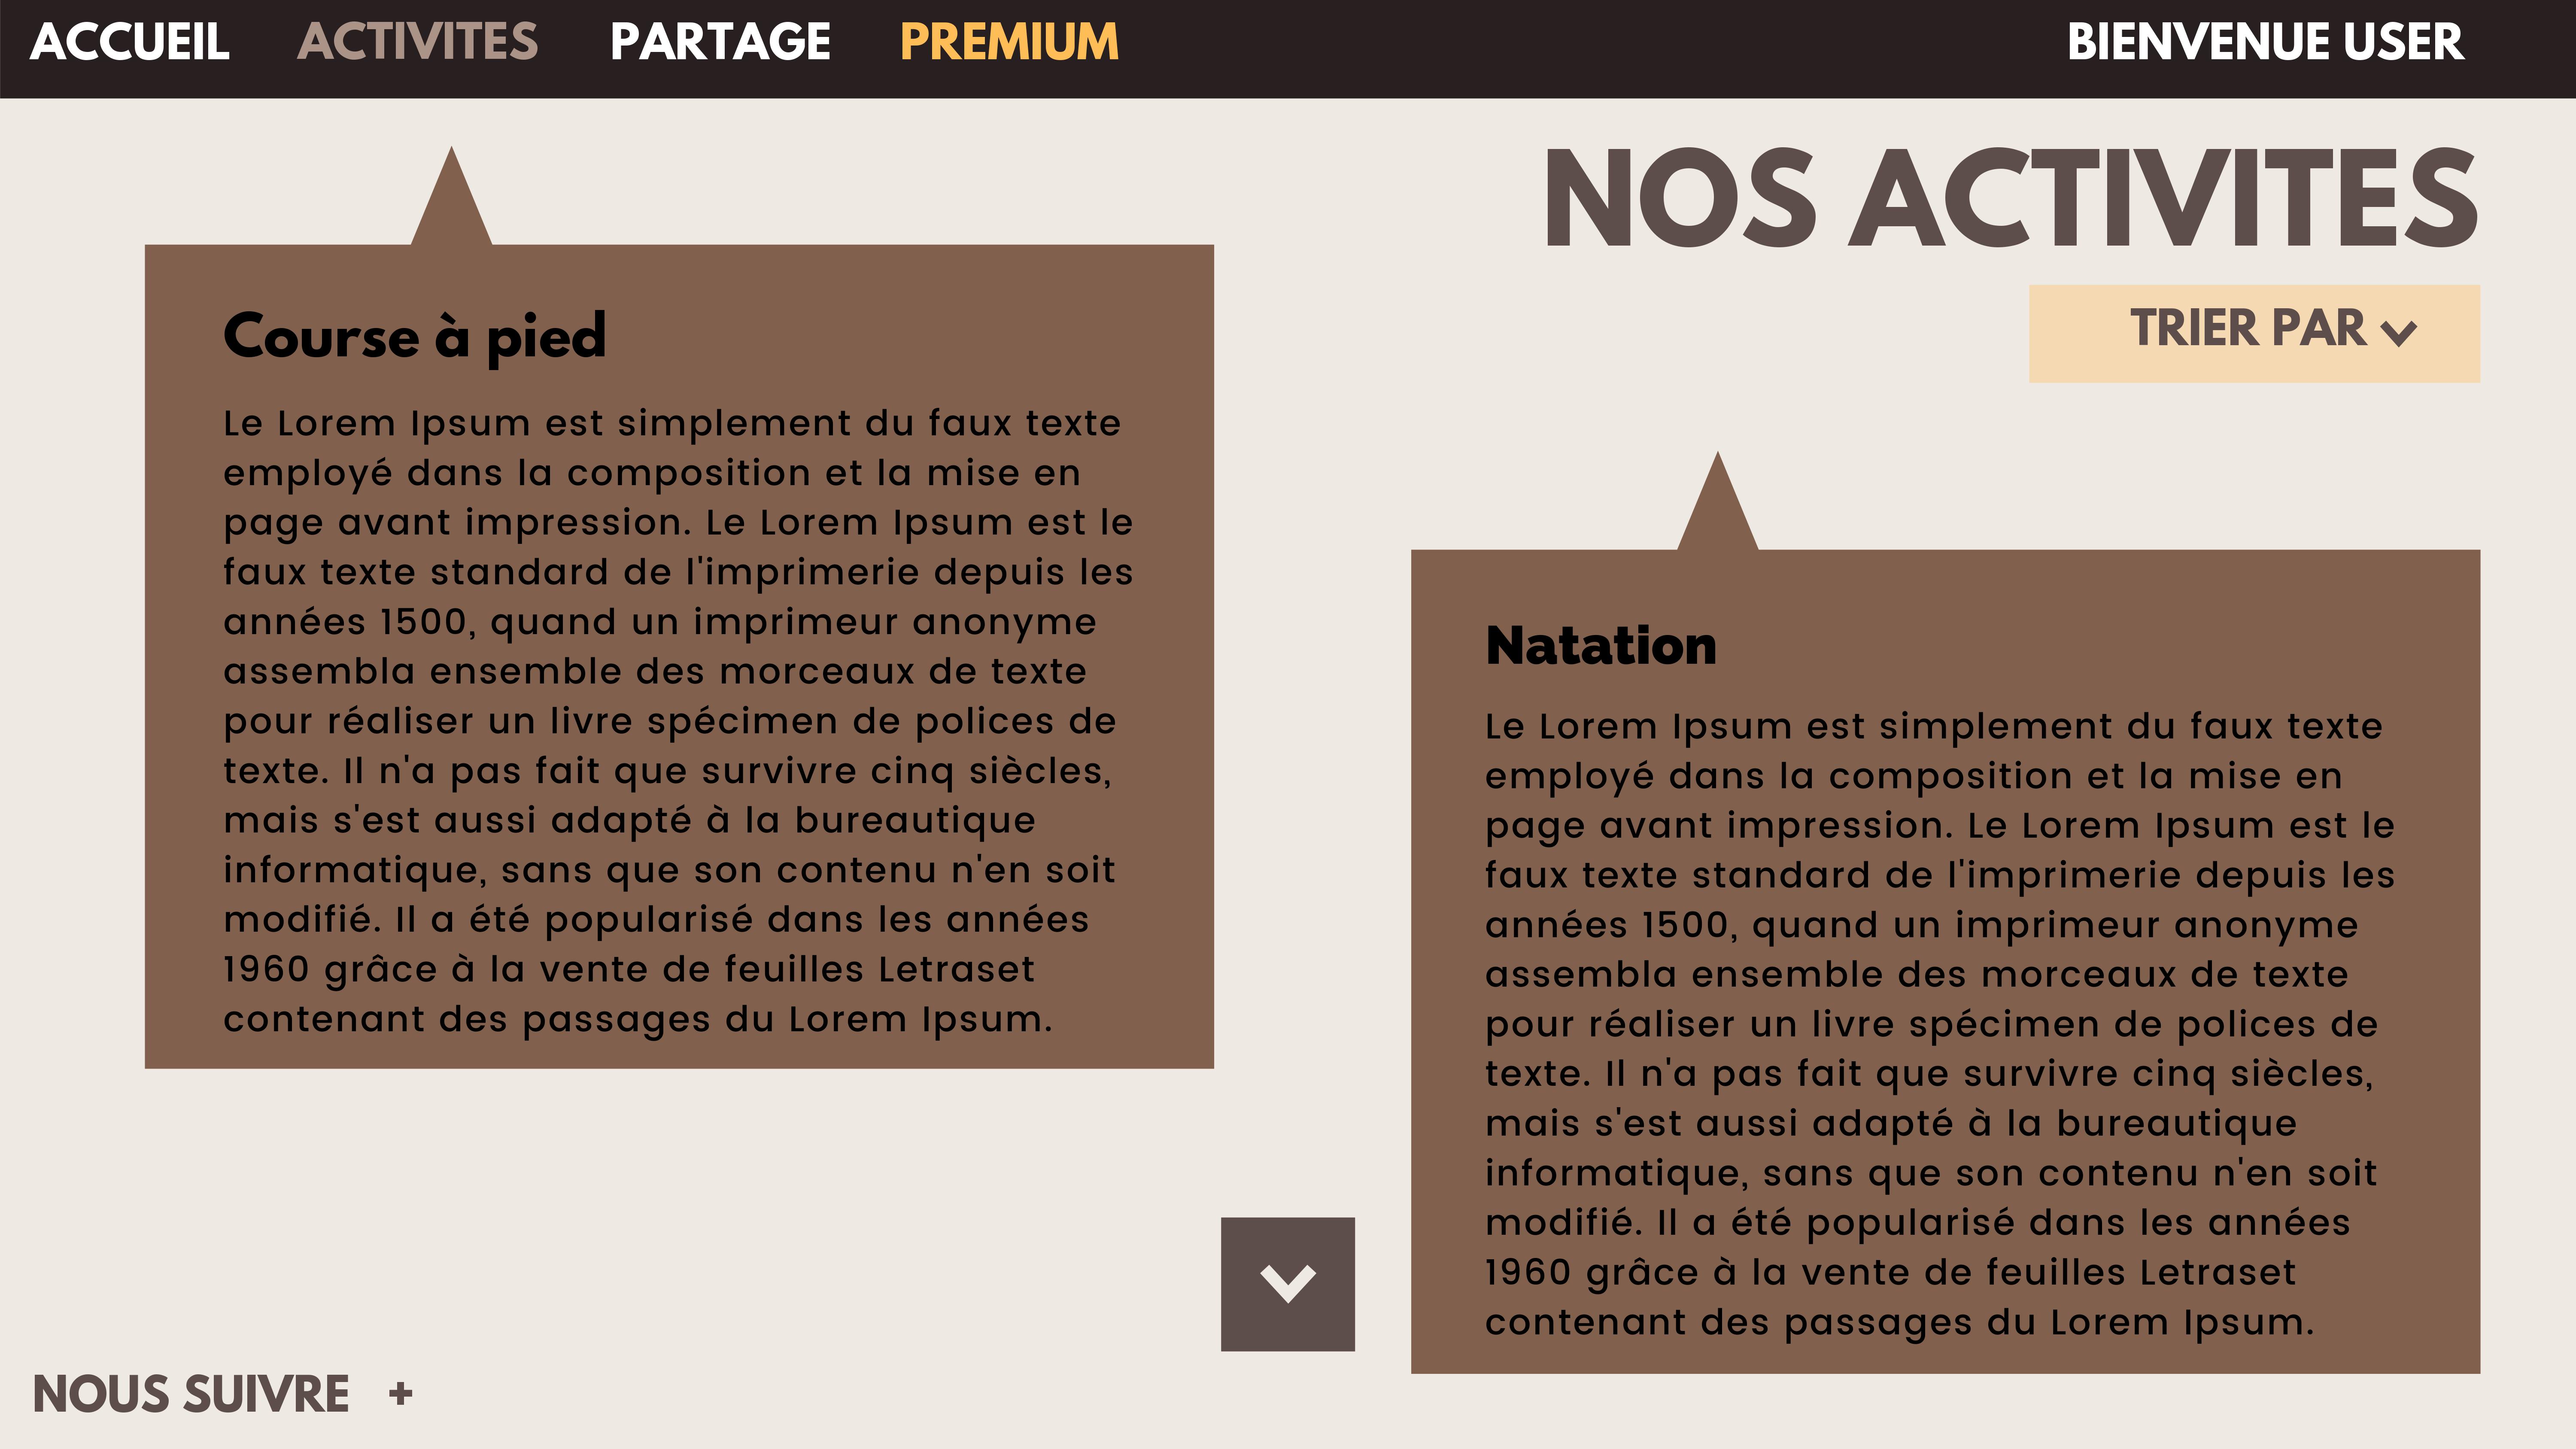 ACCUEIL ACTIVITES PARTAGE PREMIUM BIENVENUE USER
NOS ACTIVITES
TRIER PAR
Course à pied
Le Lorem Ipsum est simplement du faux texte
employé dans la composition et la mise en
page avant impression. Le Lorem Ipsum est le
faux texte standard de l'imprimerie depuis les
années 1500, quand un imprimeur anonyme
assembla ensemble des morceaux de texte
pour réaliser un livre spécimen de polices de
texte. Il n'a pas fait que survivre cinq siècles,
mais s'est aussi adapté à la bureautique
informatique, sans que son contenu n'en soit
modifié. Il a été popularisé dans les années
1960 grâce à la vente de feuilles Letraset
contenant des passages du Lorem Ipsum.
Natation
Le Lorem Ipsum est simplement du faux texte
employé dans la composition et la mise en
page avant impression. Le Lorem Ipsum est le
faux texte standard de l'imprimerie depuis les
années 1500, quand un imprimeur anonyme
assembla ensemble des morceaux de texte
pour réaliser un livre spécimen de polices de
texte. Il n'a pas fait que survivre cinq siècles,
mais s'est aussi adapté à la bureautique
informatique, sans que son contenu n'en soit
modifié. Il a été popularisé dans les années
1960 grâce à la vente de feuilles Letraset
contenant des passages du Lorem Ipsum.
NOUS SUIVRE +